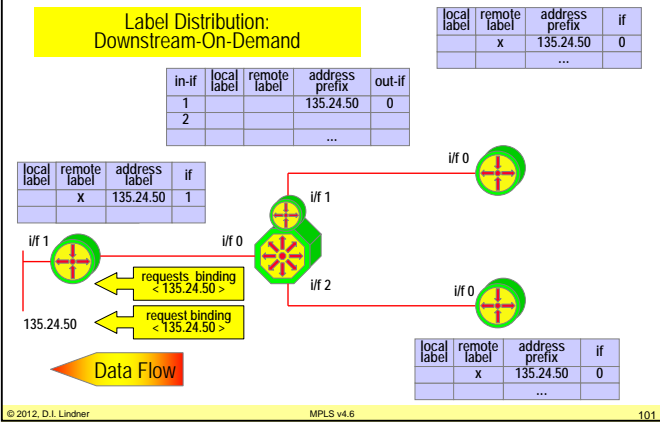 Label Distribution:
Downstream-On-Demand
local label remote label address prefix if
x 135.24.50 0
...
in-if local label remote label address prefix out-if
1 135.24.50 0
2
...
local label remote label address label if
x 135.24.50 1
...
i/f 0
i/f 1
i/f 1
i/f 0
requests binding
< 135.24.50 >
i/f 2
i/f 0
request binding
< 135.24.50 >
135.24.50
local label remote label address prefix if
x 135.24.50 0
...
Data Flow
© 2012, D.I. Lindner MPLS v4.6 101